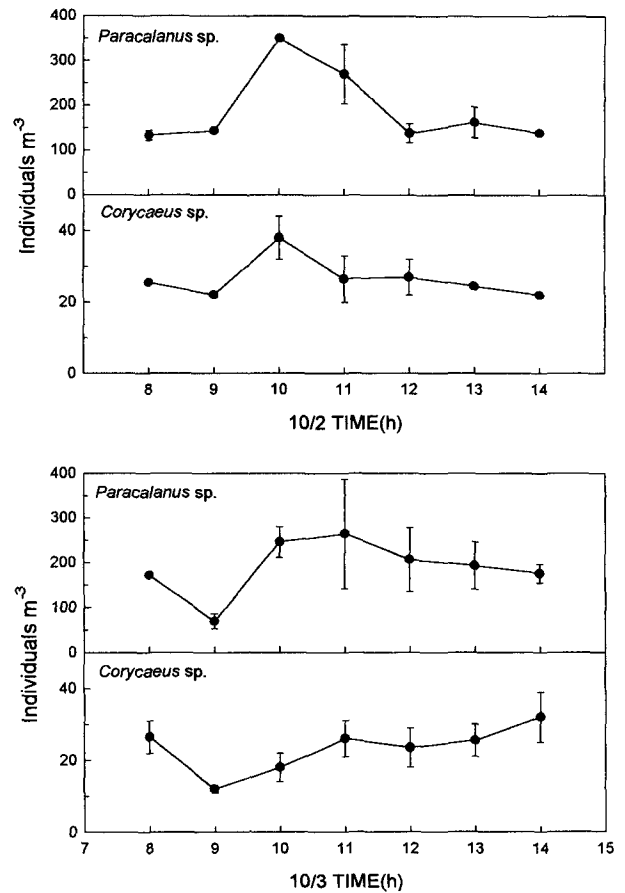 400
Paracalanus sp.
300
200
100
0
Corycaeus sp.
40
20
0
Individuals m⁻³
8 9 10 11 12 13 14
10/2 TIME(h)
400
Paracalanus sp.
300
200
100
0
Corycaeus sp.
40
20
0
Individuals m⁻³
7 8 9 10 11 12 13 14 15
10/3 TIME(h)